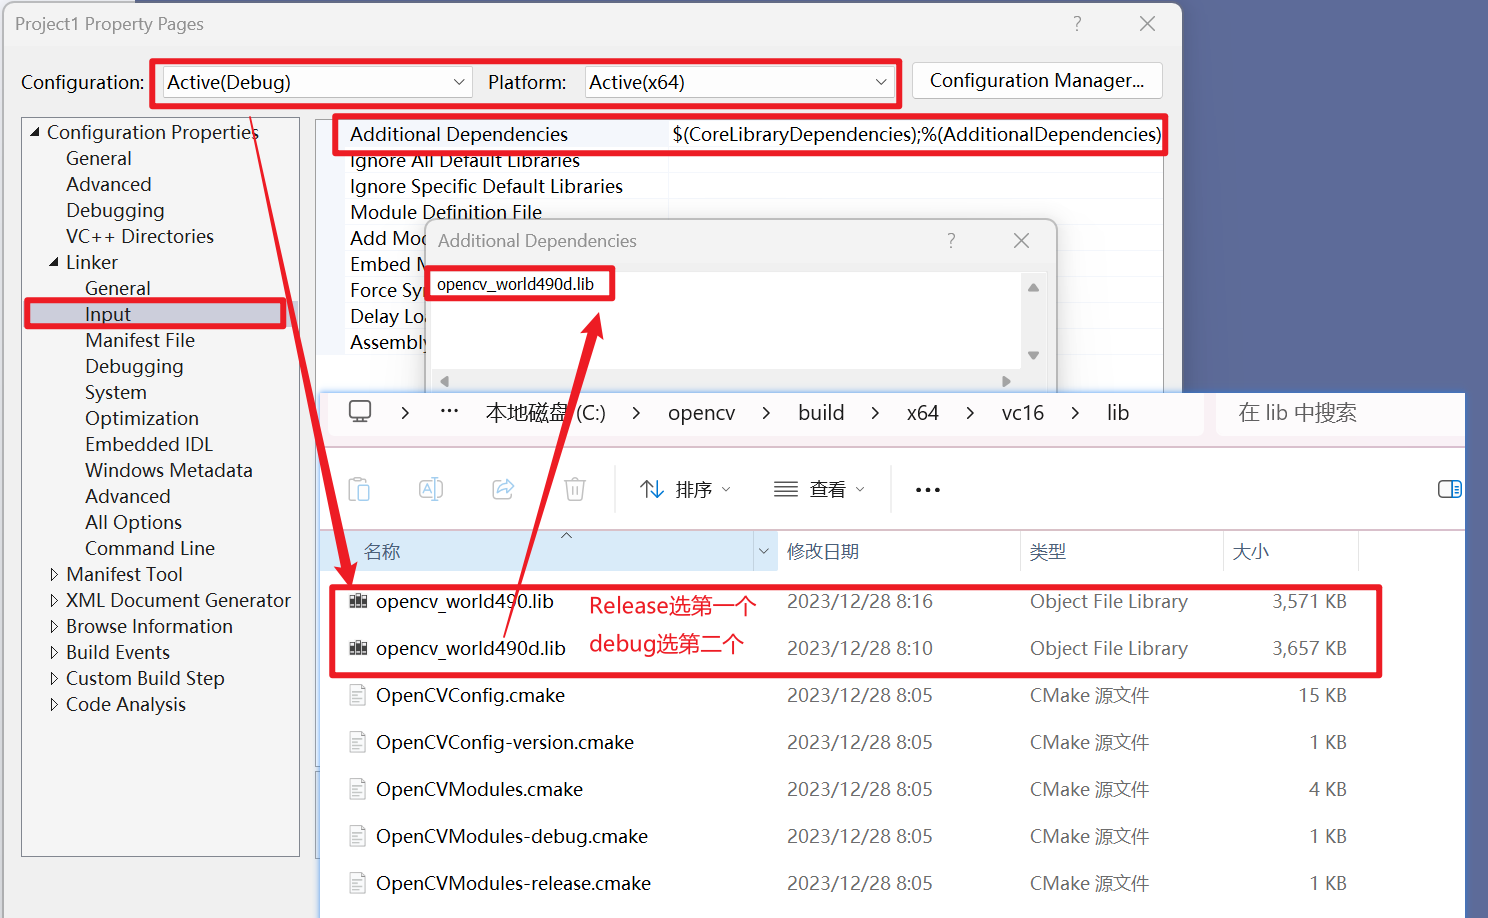 Project1 Property Pages
?
Configuration:
Active(Debug)
Platform:
Active(x64)
Configuration Manager...
Configuration Properties
General
Advanced
Debugging
VC++ Directories
Linker
General
Input
Manifest File
Debugging
System
Optimization
Embedded IDL
Windows Metadata
Advanced
All Options
Command Line
Manifest Tool
XML Document Generator
Browse Information
Build Events
Custom Build Step
Code Analysis
Additional Dependencies
$(CoreLibraryDependencies);%(AdditionalDependencies)
Ignore All Default Libraries
Ignore Specific Default Libraries
Module Definition File
Add
Embed
Force
Delay
Assembly
Additional Dependencies
?
opencv_world490d.lib
… 本地磁盘 (C:) > opencv > build > x64 > vc16 > lib
在 lib 中搜索
排序
查看
名称 修改日期 类型 大小
opencv_world490.lib 2023/12/28 8:16 Object File Library 3,571 KB
Release选第一个
opencv_world490d.lib 2023/12/28 8:10 Object File Library 3,657 KB
debug选第二个
OpenCVConfig.cmake 2023/12/28 8:05 CMake 源文件 15 KB
OpenCVConfig-version.cmake 2023/12/28 8:05 CMake 源文件 1 KB
OpenCVModules.cmake 2023/12/28 8:05 CMake 源文件 4 KB
OpenCVModules-debug.cmake 2023/12/28 8:05 CMake 源文件 1 KB
OpenCVModules-release.cmake 2023/12/28 8:05 CMake 源文件 1 KB